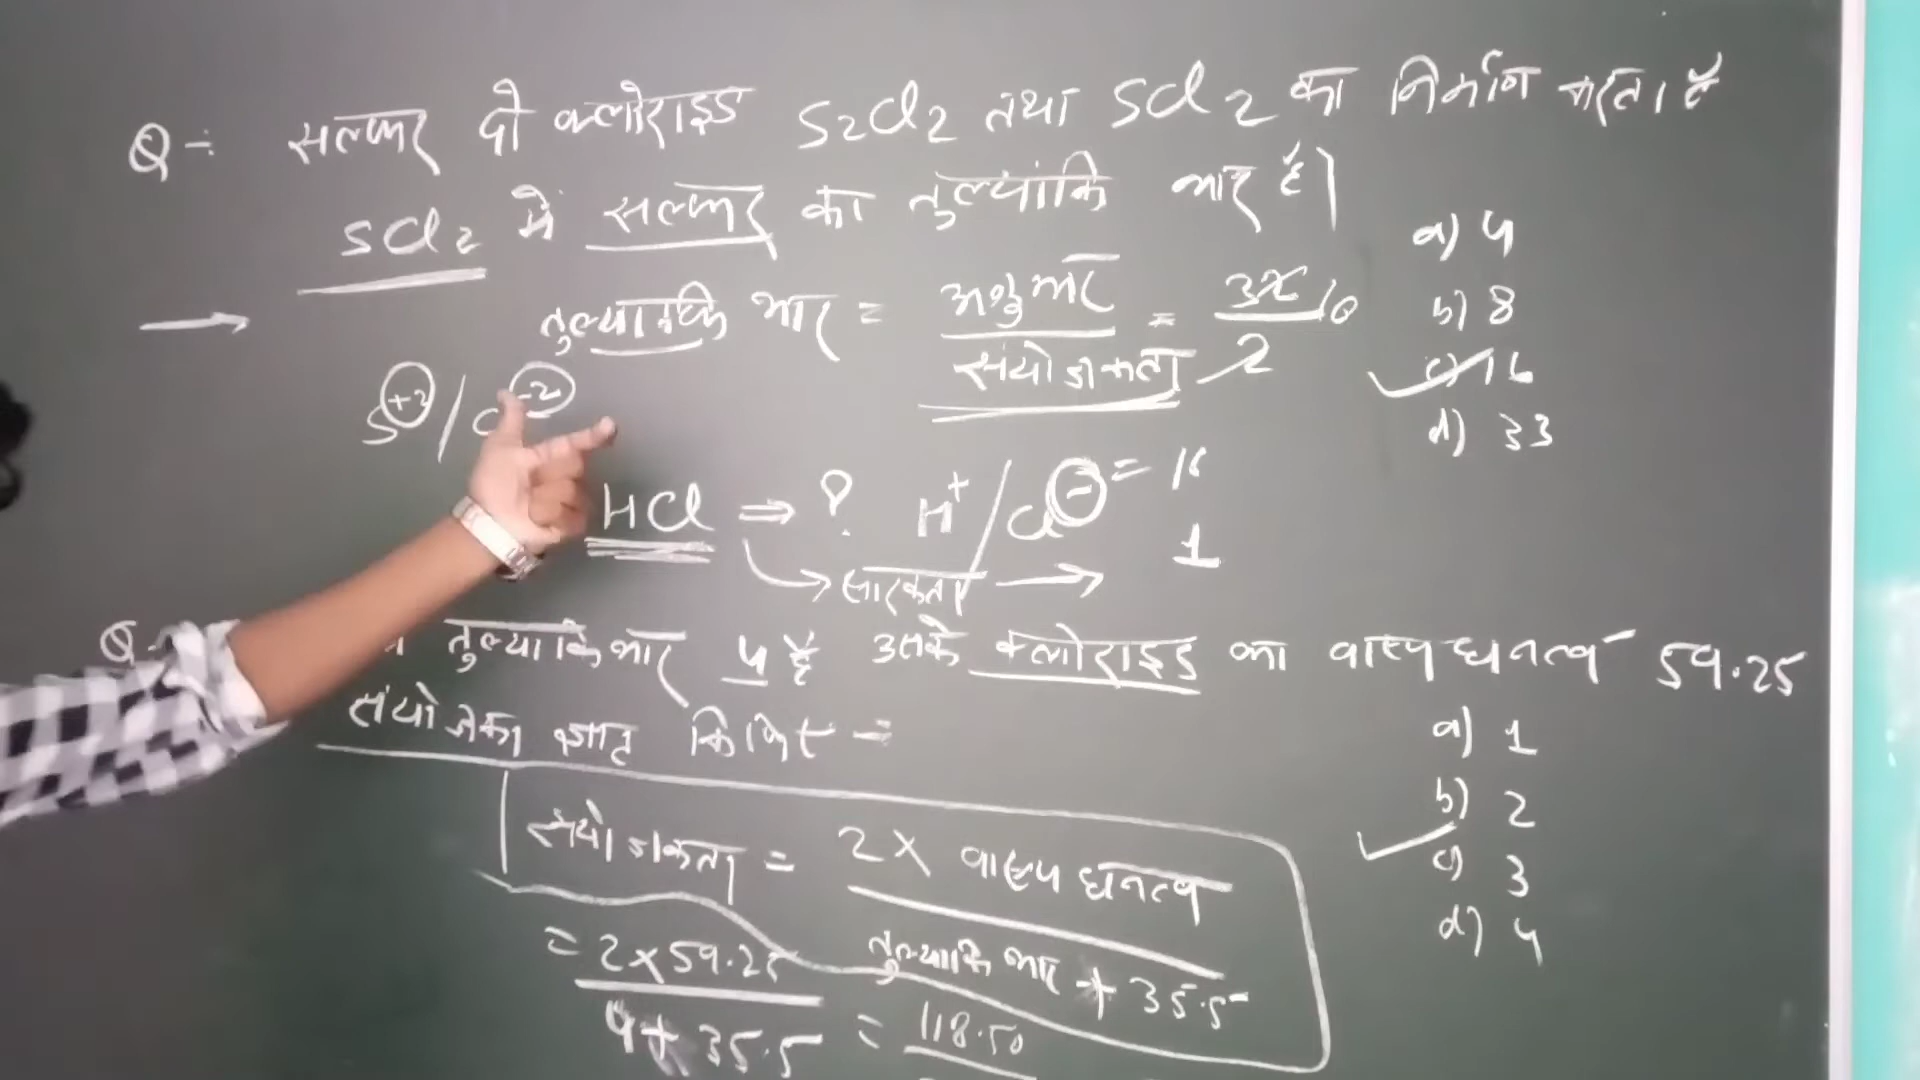 Q ÷ सल्फर दो क्लोराइड S2Cl2 तथा SCl2 का निर्माण करता है
SCl2 में सल्फर का तुल्यांकि भार है।
a) 4
b) 8
c) 16
d) 33
→ तुल्यांकि भार = अणुभार / संयोजकता = 32 / 2 16
S+2 / -2
HCl ⇒ ? H+ / Cl- = 1
→ सारकता → 1
Q- तुल्यांकि भार 4 है उसके क्लोराइड का वाष्प घनत्व 59.25
संयोजकता ज्ञात किजिए =
a) 1
b) 2
c) 3
d) 4
संयोजकता = 2 × वाष्प घनत्व
तुल्यांकि भार + 35.5
= 2×59.25 / 4+35.5 = 118.50